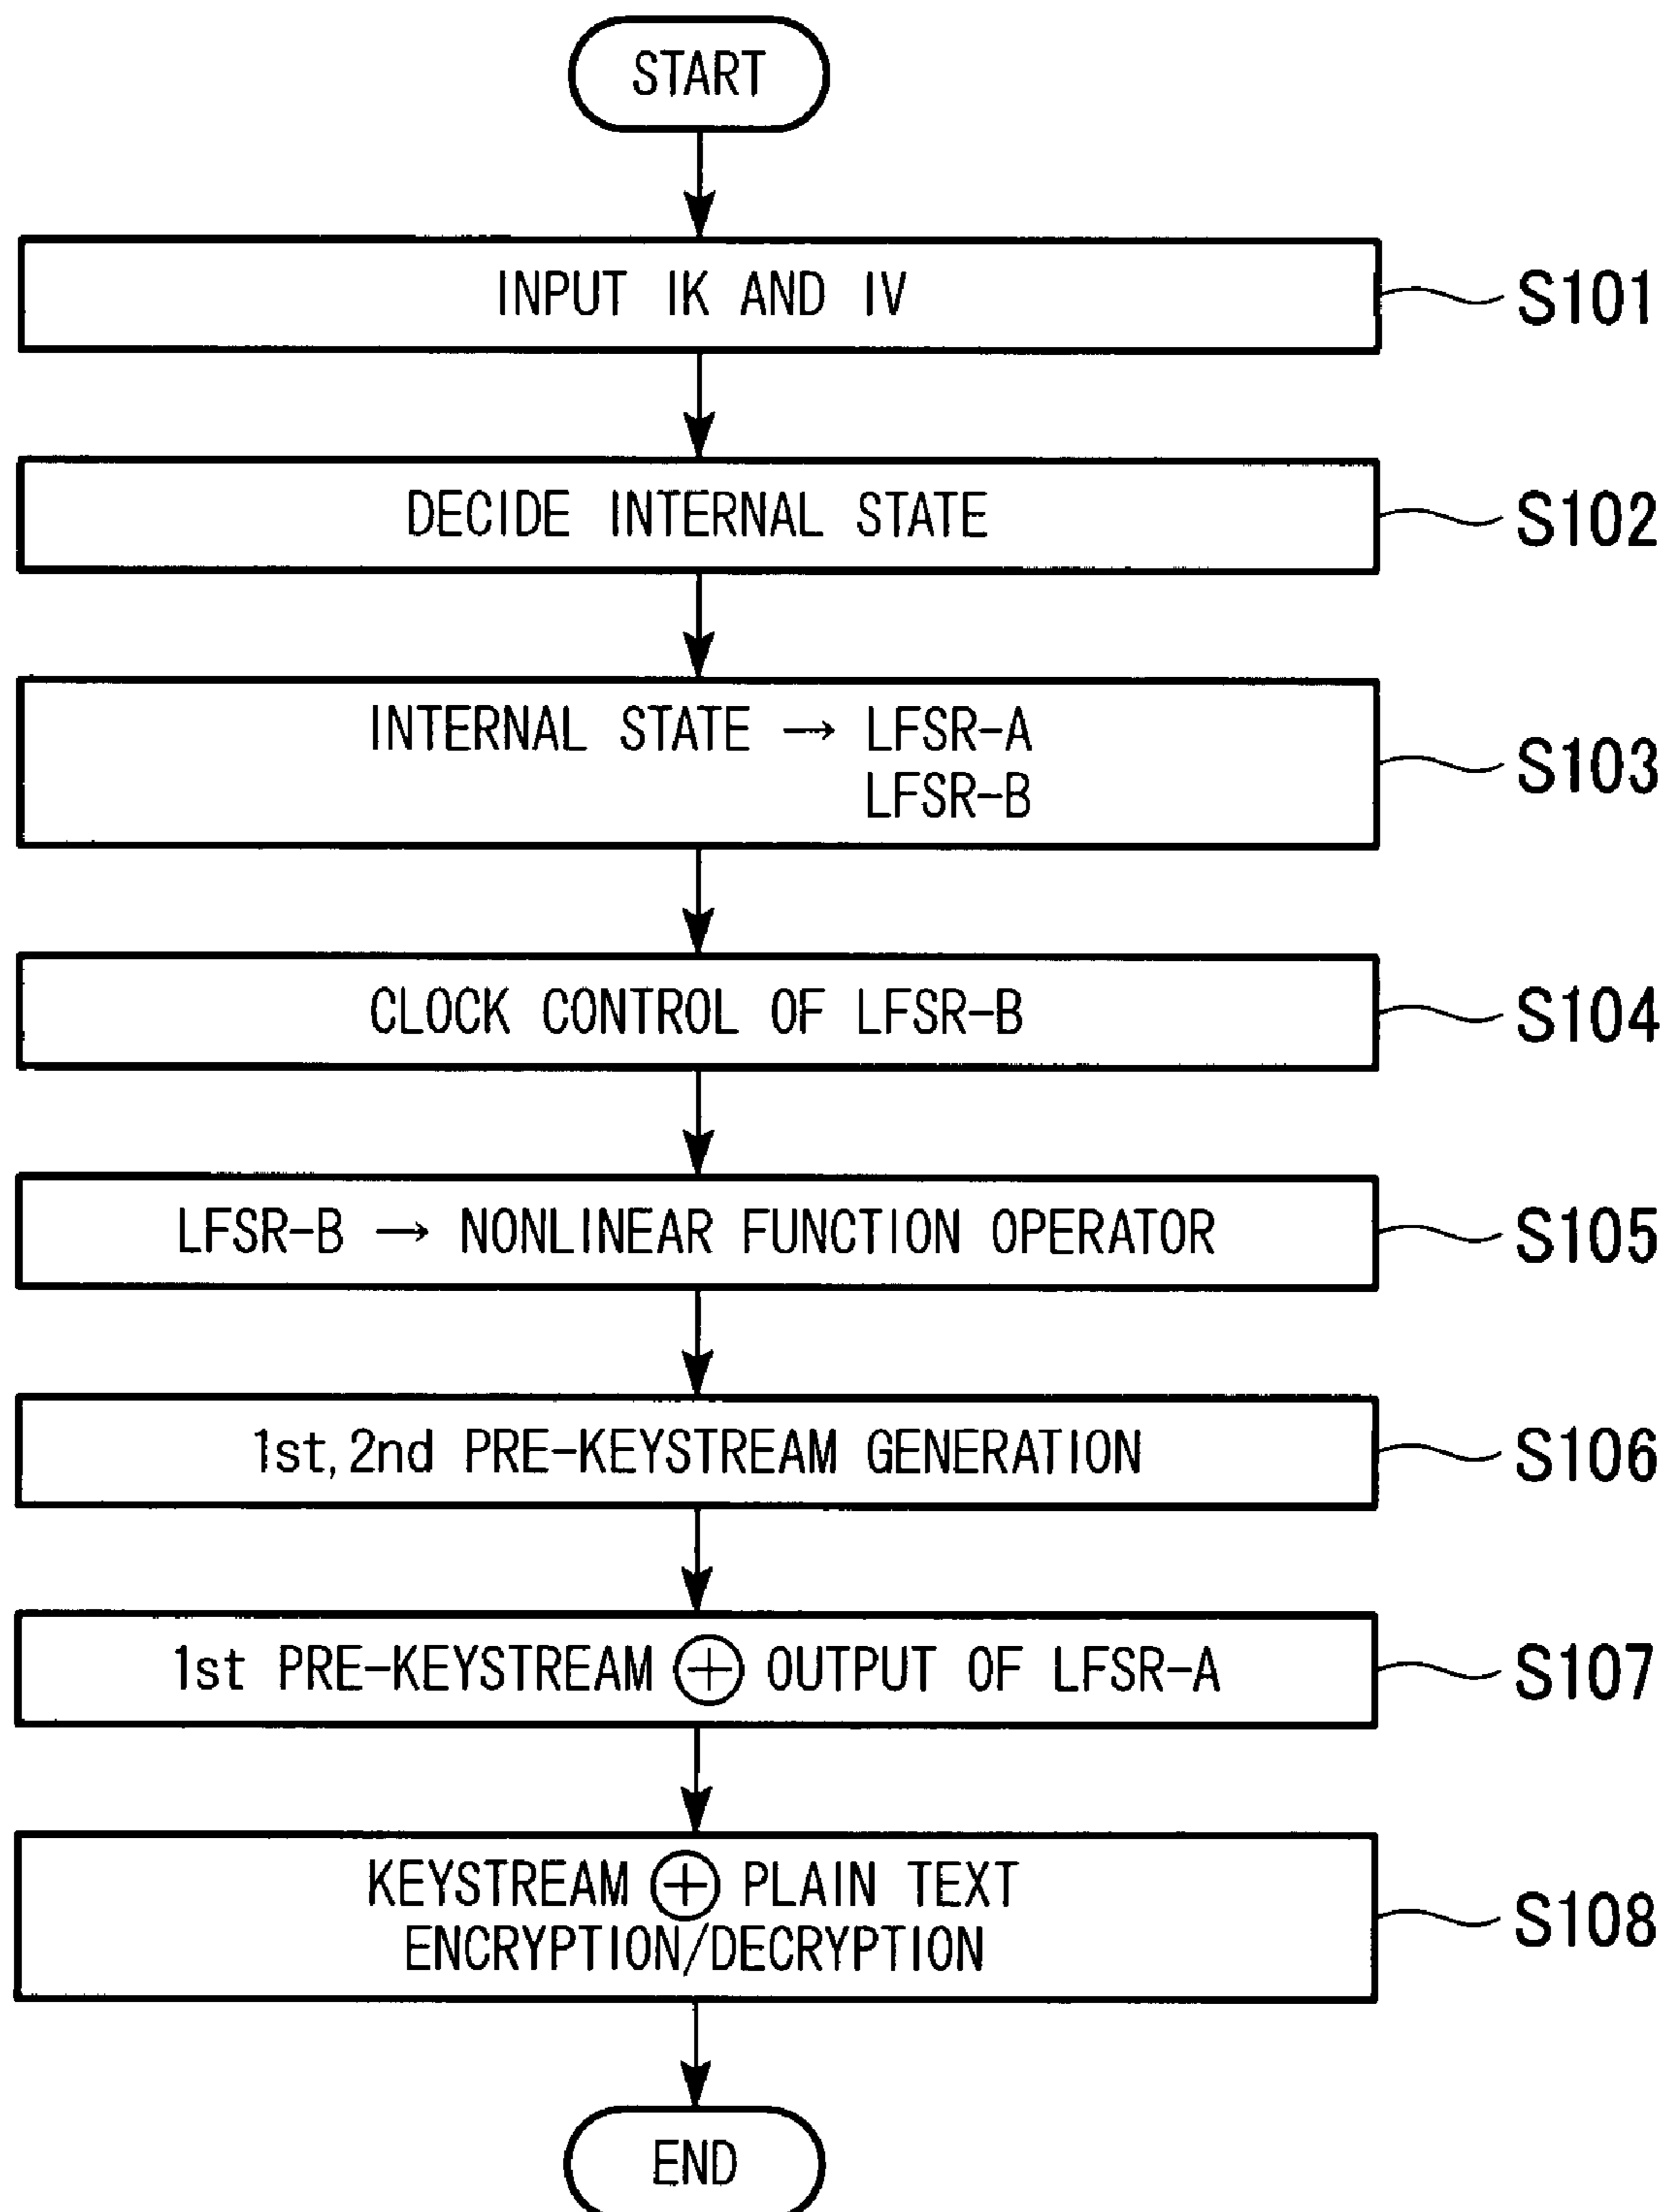 START
INPUT IK AND IV
S101
DECIDE INTERNAL STATE
S102
INTERNAL STATE → LFSR-A
LFSR-B
S103
CLOCK CONTROL OF LFSR-B
S104
LFSR-B → NONLINEAR FUNCTION OPERATOR
S105
1st, 2nd PRE-KEYSTREAM GENERATION
S106
1st PRE-KEYSTREAM ⊕ OUTPUT OF LFSR-A
S107
KEYSTREAM ⊕ PLAIN TEXT
ENCRYPTION/DECRYPTION
S108
END